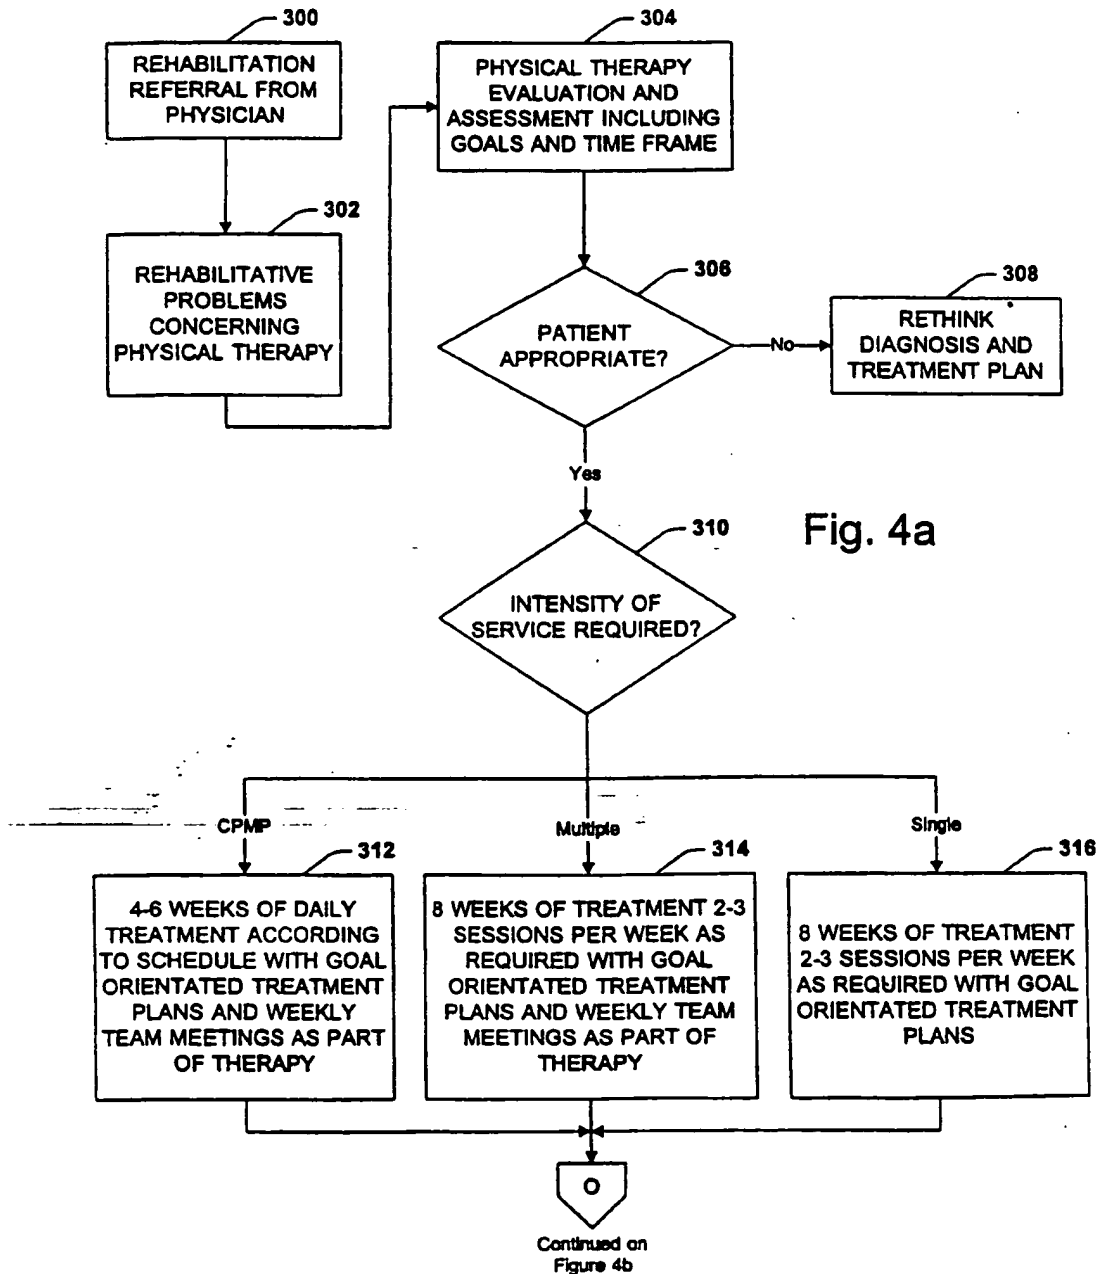 300
REHABILITATION
REFERRAL FROM
PHYSICIAN
302
REHABILITATIVE
PROBLEMS
CONCERNING
PHYSICAL THERAPY
304
PHYSICAL THERAPY
EVALUATION AND
ASSESSMENT INCLUDING
GOALS AND TIME FRAME
306
PATIENT
APPROPRIATE?
No
308
RETHINK
DIAGNOSIS AND
TREATMENT PLAN
Yes
Fig. 4a
310
INTENSITY OF
SERVICE REQUIRED?
CPMP
312
4-6 WEEKS OF DAILY
TREATMENT ACCORDING
TO SCHEDULE WITH GOAL
ORIENTATED TREATMENT
PLANS AND WEEKLY
TEAM MEETINGS AS PART
OF THERAPY
Multiple
314
8 WEEKS OF TREATMENT 2-3
SESSIONS PER WEEK AS
REQUIRED WITH GOAL
ORIENTATED TREATMENT
PLANS AND WEEKLY TEAM
MEETINGS AS PART OF
THERAPY
Single
316
8 WEEKS OF TREATMENT
2-3 SESSIONS PER WEEK
AS REQUIRED WITH GOAL
ORIENTATED TREATMENT
PLANS
O
Continued on
Figure 4b